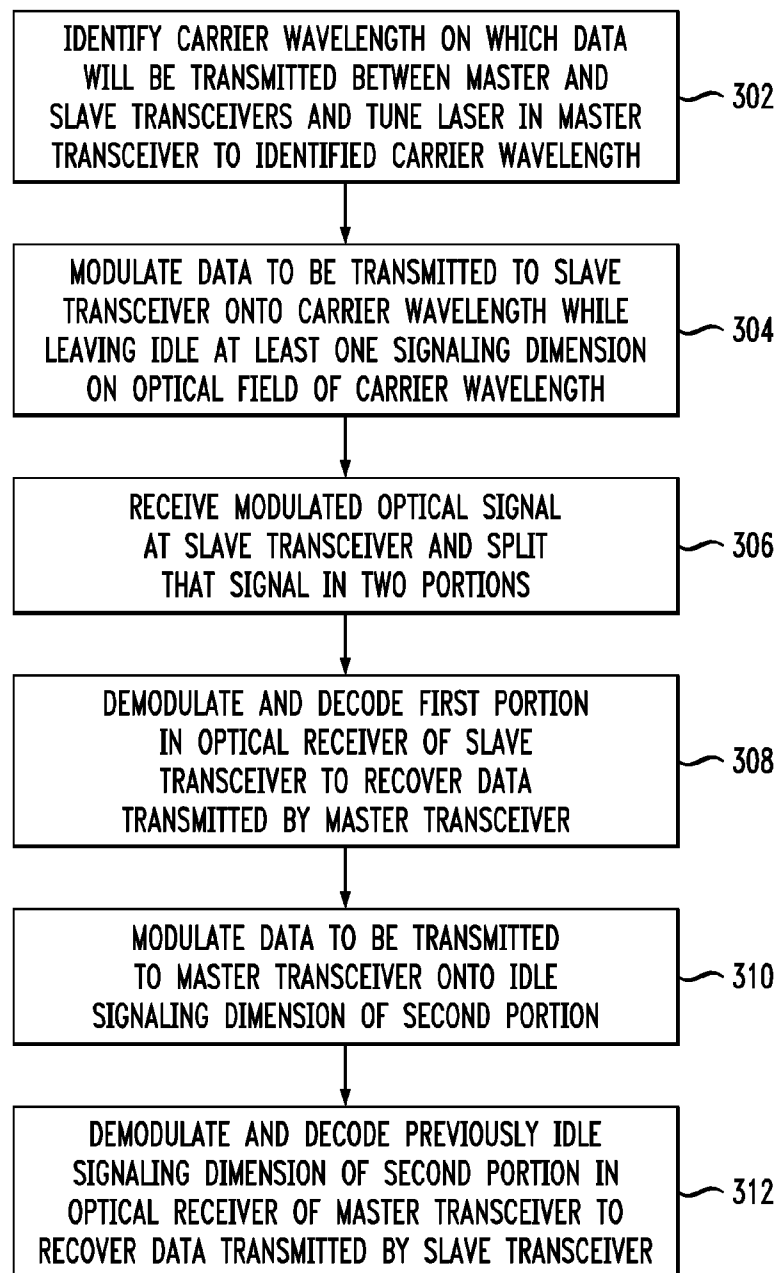 IDENTIFY CARRIER WAVELENGTH ON WHICH DATA
WILL BE TRANSMITTED BETWEEN MASTER AND
SLAVE TRANSCEIVERS AND TUNE LASER IN MASTER
TRANSCEIVER TO IDENTIFIED CARRIER WAVELENGTH
302
MODULATE DATA TO BE TRANSMITTED TO SLAVE
TRANSCEIVER ONTO CARRIER WAVELENGTH WHILE
LEAVING IDLE AT LEAST ONE SIGNALING DIMENSION
ON OPTICAL FIELD OF CARRIER WAVELENGTH
304
RECEIVE MODULATED OPTICAL SIGNAL
AT SLAVE TRANSCEIVER AND SPLIT
THAT SIGNAL IN TWO PORTIONS
306
DEMODULATE AND DECODE FIRST PORTION
IN OPTICAL RECEIVER OF SLAVE
TRANSCEIVER TO RECOVER DATA
TRANSMITTED BY MASTER TRANSCEIVER
308
MODULATE DATA TO BE TRANSMITTED
TO MASTER TRANSCEIVER ONTO IDLE
SIGNALING DIMENSION OF SECOND PORTION
310
DEMODULATE AND DECODE PREVIOUSLY IDLE
SIGNALING DIMENSION OF SECOND PORTION IN
OPTICAL RECEIVER OF MASTER TRANSCEIVER TO
RECOVER DATA TRANSMITTED BY SLAVE TRANSCEIVER
312